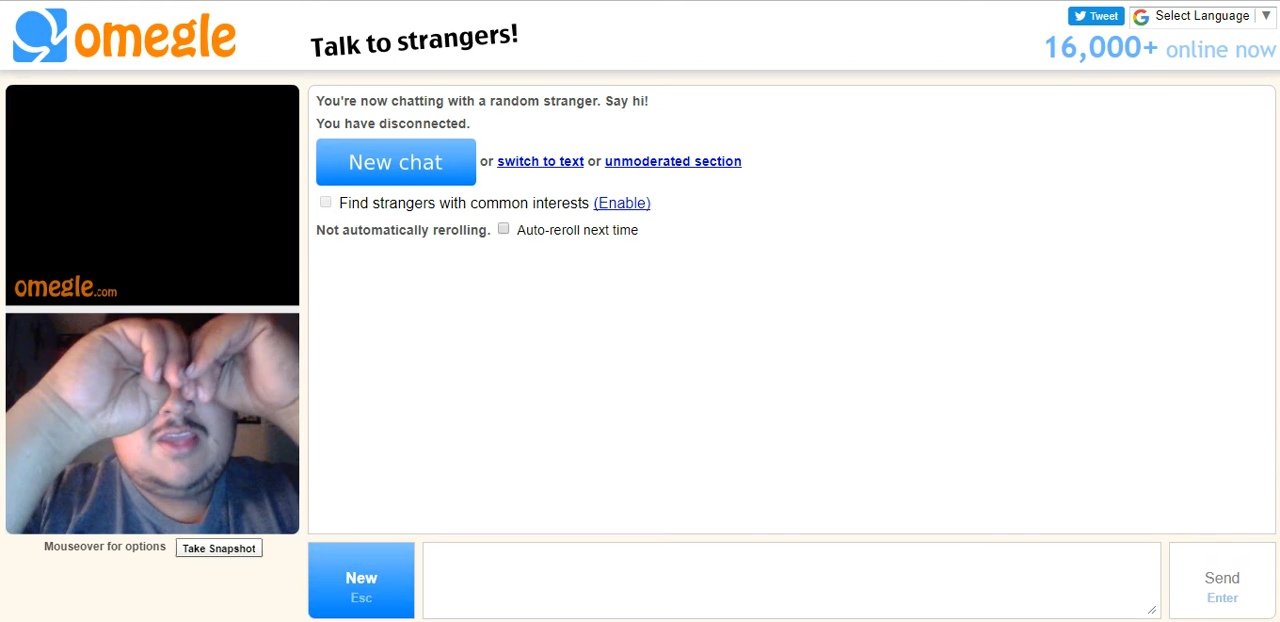 omegle
Talk to strangers!
Tweet
Select Language ▼
16,000+ online now
omegle.com
You're now chatting with a random stranger. Say hi!
You have disconnected.
New chat or switch to text or unmoderated section
Find strangers with common interests (Enable)
Not automatically rerolling. Auto-reroll next time
Mouseover for options Take Snapshot
New
Esc
Send
Enter